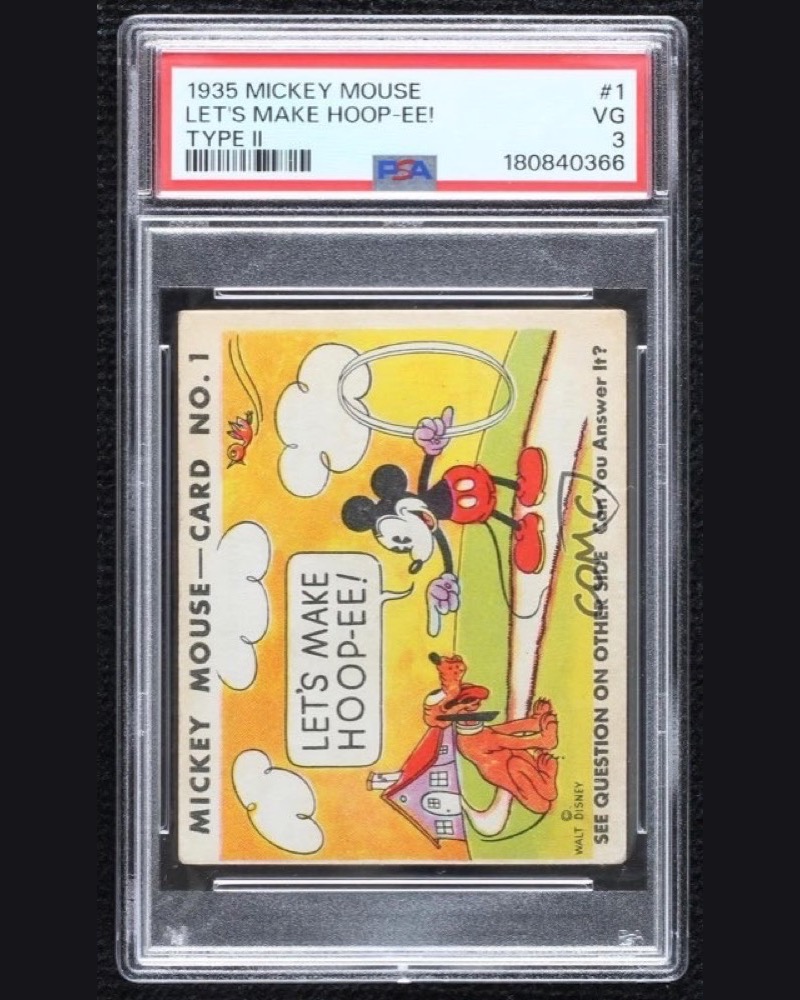 1935 MICKEY MOUSE #1
LET'S MAKE HOOP-EE! VG
TYPE II 3
PSA 180840366
MICKEY MOUSE—CARD NO. 1
LET'S MAKE
HOOP-EE!
© WALT DISNEY
SEE QUESTION ON OTHER SIDE Can You Answer It?
COMC